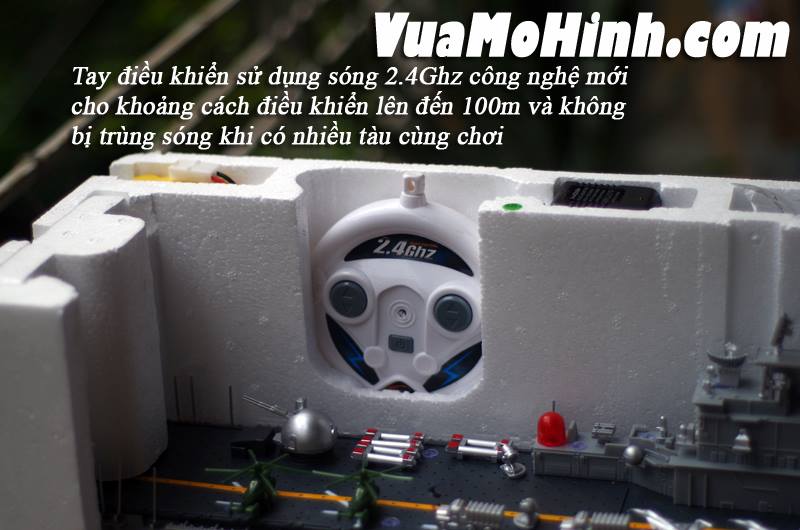 VuaMoHinh.com
Tay điều khiển sử dụng sóng 2.4Ghz công nghệ mới
cho khoảng cách điều khiển lên đến 100m và không
bị trùng sóng khi có nhiều tàu cùng chơi
2.4Ghz